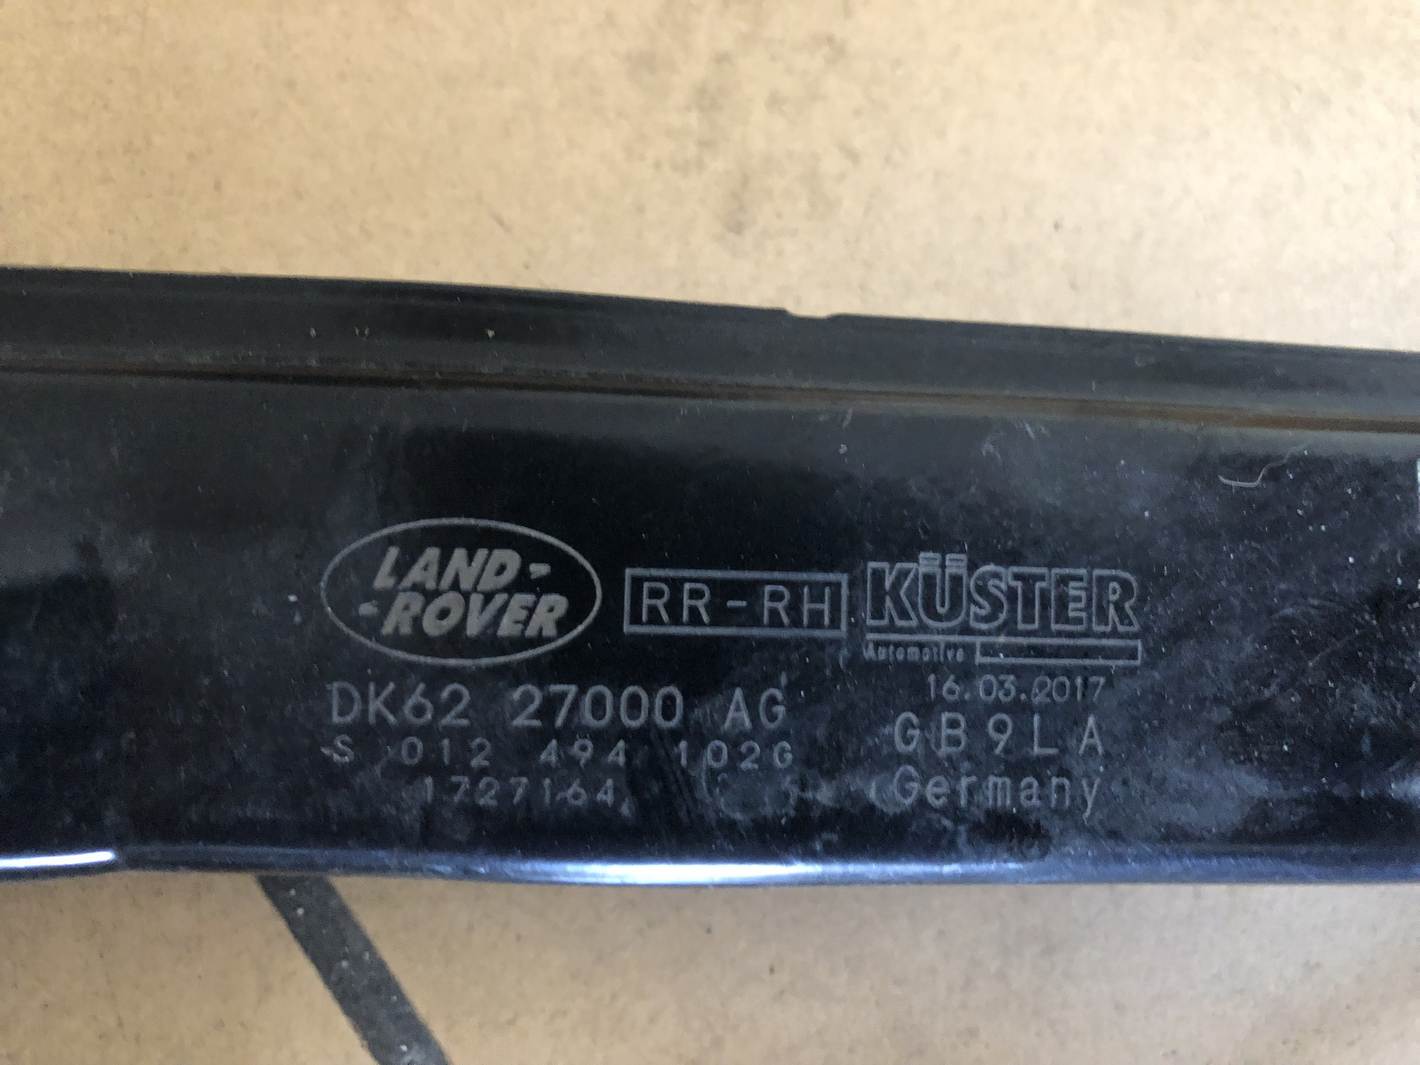 LAND-
-ROVER
RR-RH
KÜSTER
Automotive
DK62 27000 AG
S 012 494 102G
1727164
16.03.2017
GB9LA
Germany